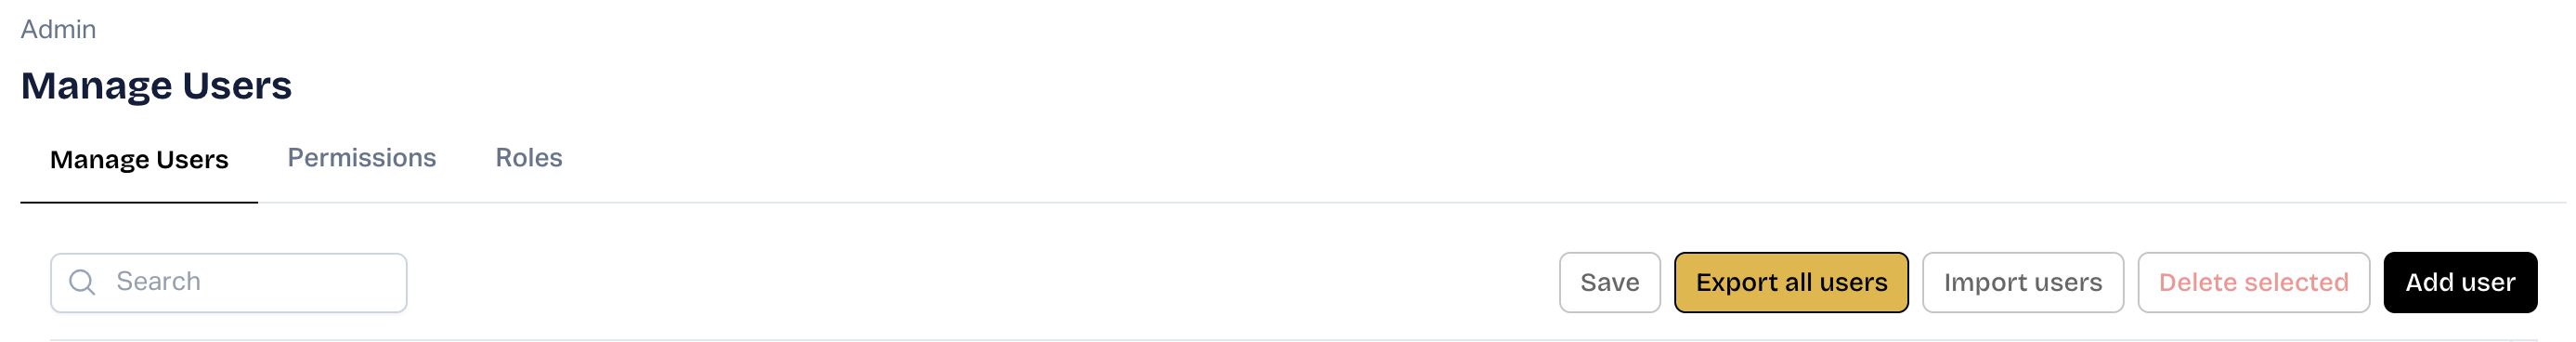 Admin
Manage Users
Manage Users Permissions Roles
Search Save Export all users Import users Delete selected Add user